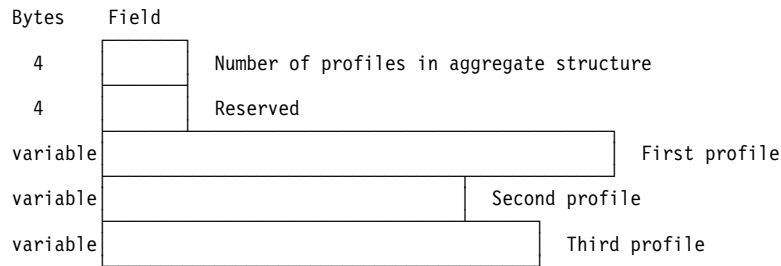 Bytes Field
4 Number of profiles in aggregate structure
4 Reserved
variable First profile
variable Second profile
variable Third profile